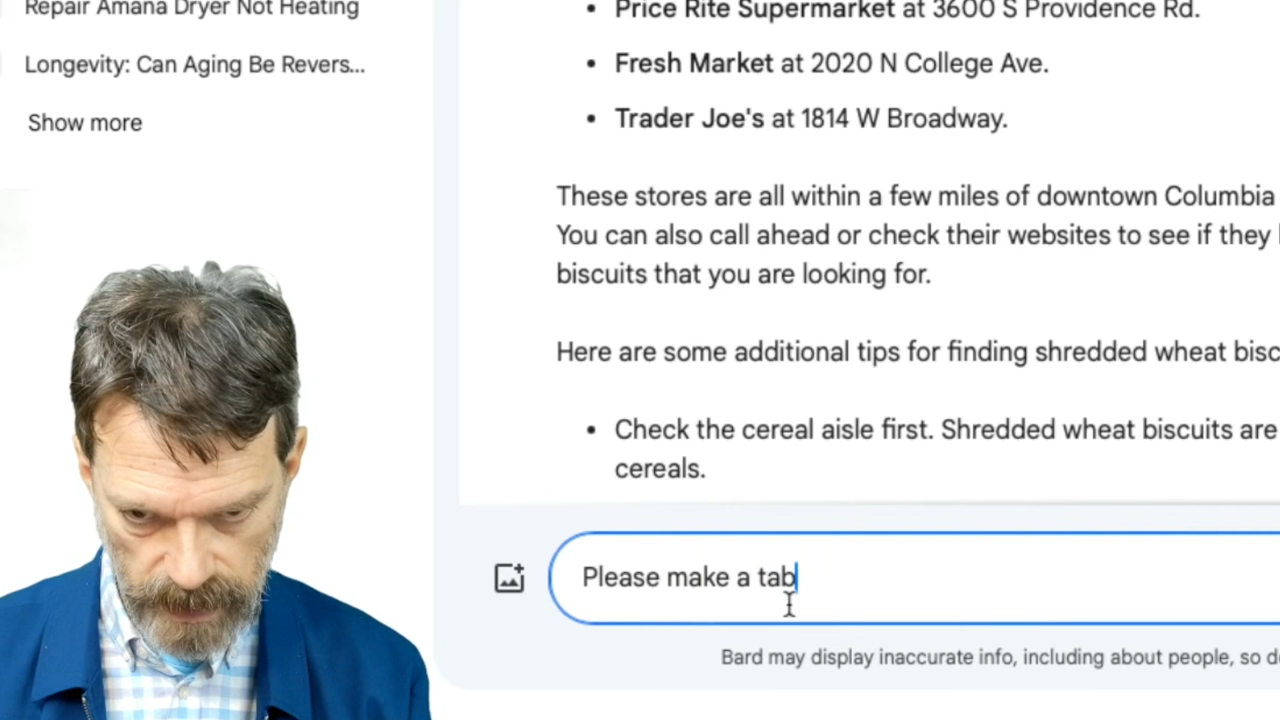 Repair Amana Dryer Not Heating
Longevity: Can Aging Be Revers...
Show more
• Price Rite Supermarket at 3600 S Providence Rd.
• Fresh Market at 2020 N College Ave.
• Trader Joe's at 1814 W Broadway.
These stores are all within a few miles of downtown Columbia
You can also call ahead or check their websites to see if they
biscuits that you are looking for.
Here are some additional tips for finding shredded wheat bisc
• Check the cereal aisle first. Shredded wheat biscuits are
cereals.
Please make a tab
Bard may display inaccurate info, including about people, so